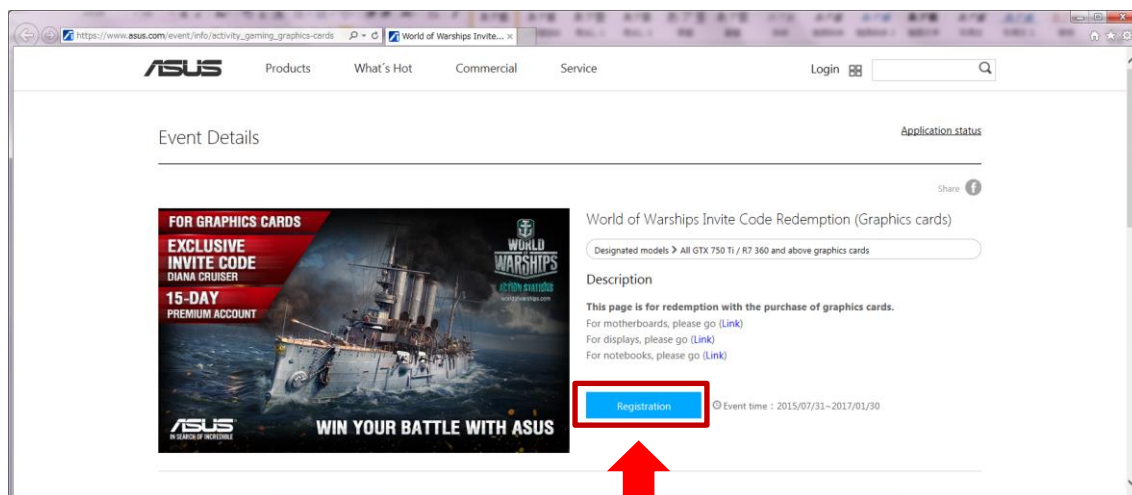 https://www.asus.com/event/info/activity_gaming_graphics-cards
World of Warships Invite... ×
ASUS
Products What´s Hot Commercial Service Login
Event Details
Application status
Share
FOR GRAPHICS CARDS
EXCLUSIVE
INVITE CODE
DIANA CRUISER
15-DAY
PREMIUM ACCOUNT
WORLD
OF
WARSHIPS
ACTION STATIONS
worldofwarships.com
ASUS
IN SEARCH OF INCREDIBLE
WIN YOUR BATTLE WITH ASUS
World of Warships Invite Code Redemption (Graphics cards)
Designated models > All GTX 750 Ti / R7 360 and above graphics cards
Description
This page is for redemption with the purchase of graphics cards.
For motherboards, please go (Link)
For displays, please go (Link)
For notebooks, please go (Link)
Registration
Event time : 2015/07/31~2017/01/30